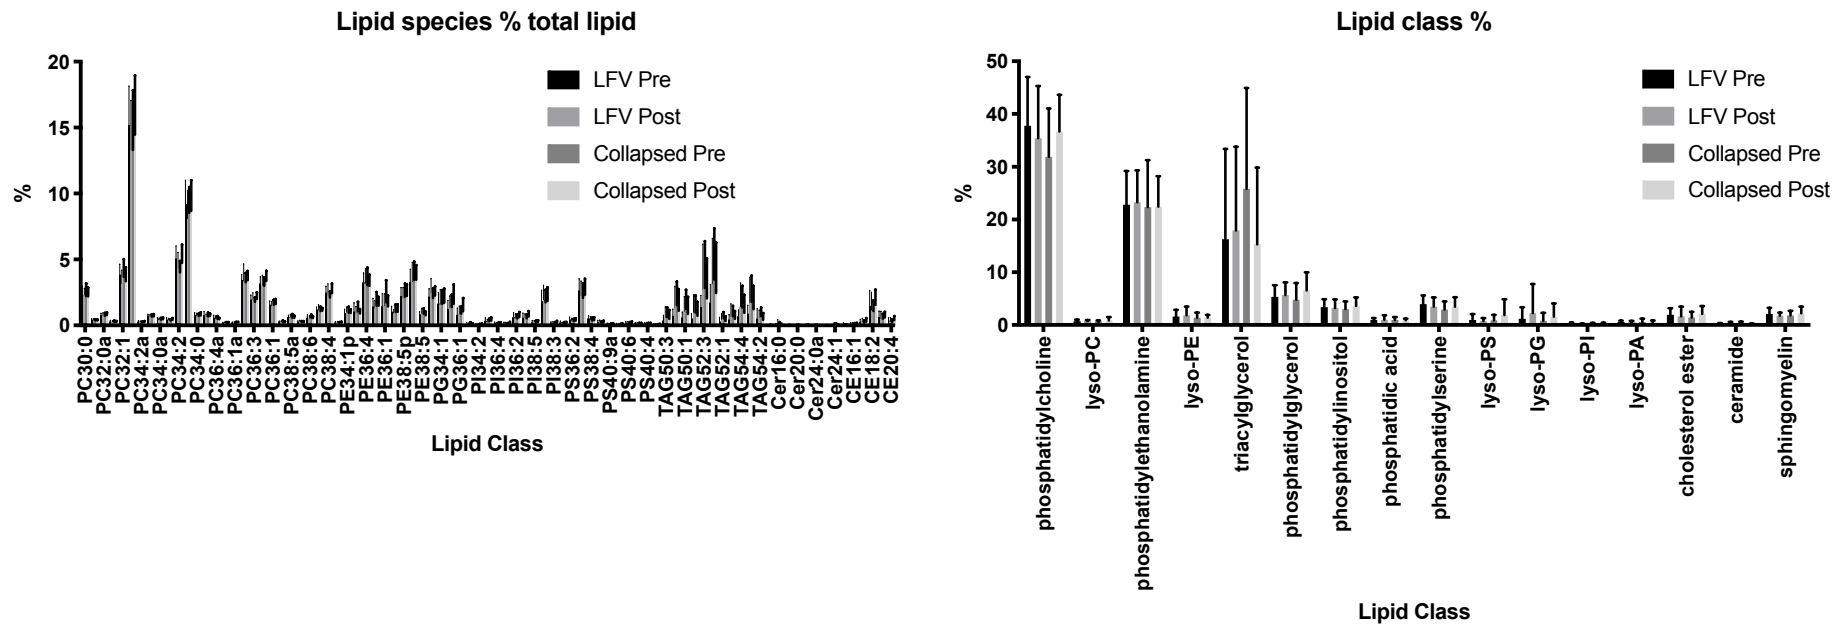 Lipid species % total lipid
20
15
10
5
0
%
LFV Pre
LFV Post
Collapsed Pre
Collapsed Post
PC30:0
PC32:0a
PC32:1
PC34:2a
PC34:0a
PC34:2
PC34:0
PC36:4a
PC36:1a
PC36:3
PC36:1
PC38:5a
PC38:6
PC38:4
PE34:1p
PE36:4
PE36:1
PE38:5p
PE38:5
PG34:1
PG36:1
PI34:2
PI36:4
PI36:2
PI38:5
PI38:3
PS36:2
PS38:4
PS40:9a
PS40:6
PS40:4
TAG50:3
TAG50:1
TAG52:3
TAG52:1
TAG54:4
TAG54:2
Cer16:0
Cer20:0
Cer24:0a
Cer24:1
CE16:1
CE18:2
CE20:4
Lipid Class
Lipid class %
50
40
30
20
10
0
%
LFV Pre
LFV Post
Collapsed Pre
Collapsed Post
phosphatidylcholine
lyso-PC
phosphatidylethanolamine
lyso-PE
triacylglycerol
phosphatidylglycerol
phosphatidylinositol
phosphatidic acid
phosphatidylserine
lyso-PS
lyso-PG
lyso-PI
lyso-PA
cholesterol ester
ceramide
sphingomyelin
Lipid Class